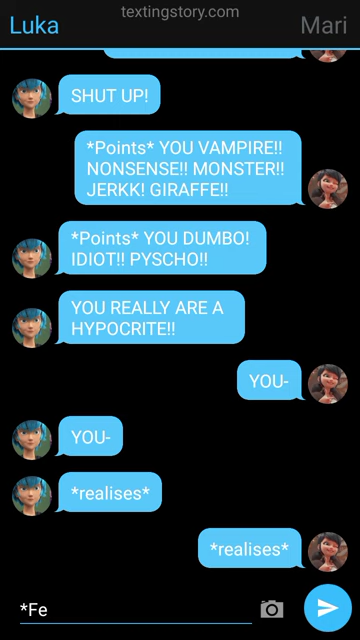 textingstory.com
Luka
Mari
SHUT UP!
*Points* YOU VAMPIRE!!
NONSENSE!! MONSTER!!
JERKK! GIRAFFE!!
*Points* YOU DUMBO!
IDIOT!! PYSCHO!!
YOU REALLY ARE A
HYPOCRITE!!
YOU-
YOU-
*realises*
*realises*
*Fe